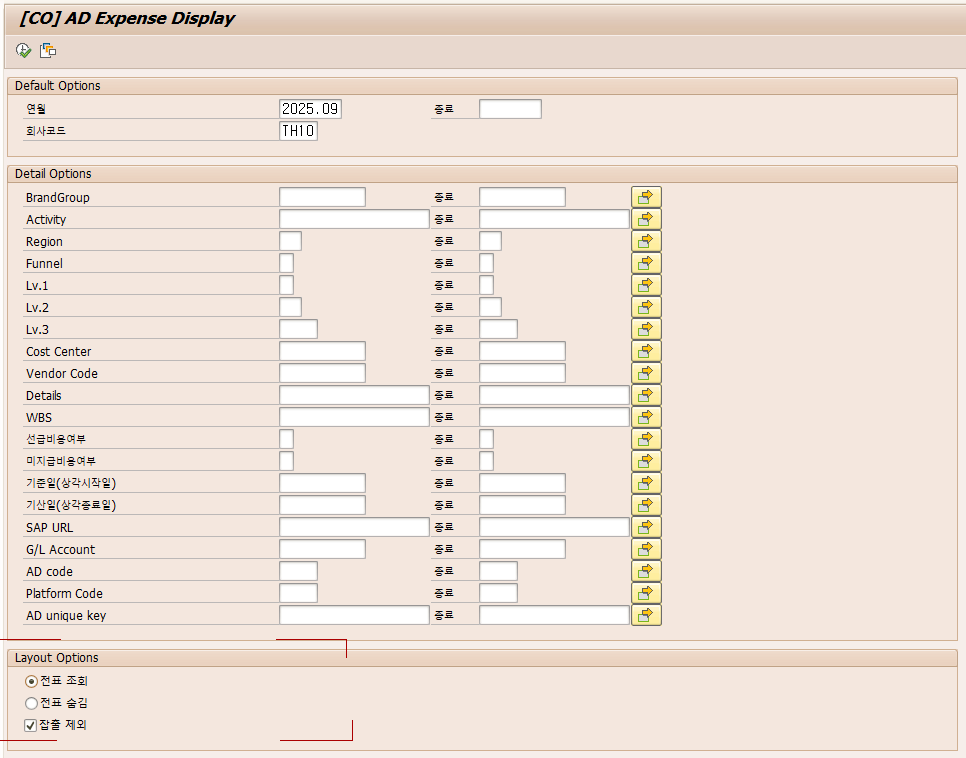 [CO] AD Expense Display
Default Options
연월 2025.09 종료
회사코드 TH10
Detail Options
BrandGroup 종료
Activity 종료
Region 종료
Funnel 종료
Lv.1 종료
Lv.2 종료
Lv.3 종료
Cost Center 종료
Vendor Code 종료
Details 종료
WBS 종료
선급비용여부 종료
미지급비용여부 종료
기준일(상각시작일) 종료
기산일(상각종료일) 종료
SAP URL 종료
G/L Account 종료
AD code 종료
Platform Code 종료
AD unique key 종료
Layout Options
전표 조회
전표 숨김
잡출 제외